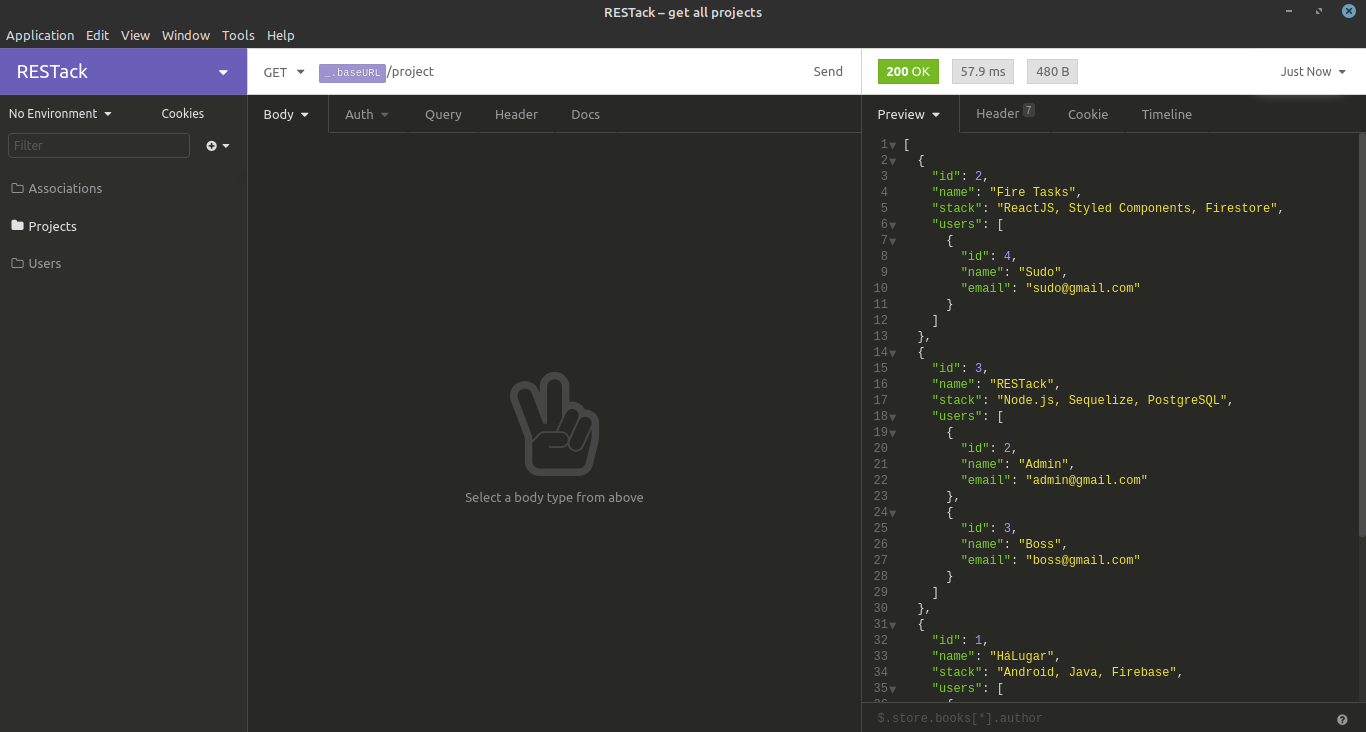 RESTack – get all projects
Application Edit View Window Tools Help
RESTack
GET _.baseURL/project Send
200 OK 57.9 ms 480 B Just Now
No Environment Cookies
Body Auth Query Header Docs
Preview Header 7 Cookie Timeline
Filter
Associations
Projects
Users
Select a body type from above
1 [
2 {
3 "id": 2,
4 "name": "Fire Tasks",
5 "stack": "ReactJS, Styled Components, Firestore",
6 "users": [
7 {
8 "id": 4,
9 "name": "Sudo",
10 "email": "sudo@gmail.com"
11 }
12 ]
13 },
14 {
15 "id": 3,
16 "name": "RESTack",
17 "stack": "Node.js, Sequelize, PostgreSQL",
18 "users": [
19 {
20 "id": 2,
21 "name": "Admin",
22 "email": "admin@gmail.com"
23 },
24 {
25 "id": 3,
26 "name": "Boss",
27 "email": "boss@gmail.com"
28 }
29 ]
30 },
31 {
32 "id": 1,
33 "name": "HáLugar",
34 "stack": "Android, Java, Firebase",
35 "users": [
$.store.books[*].author